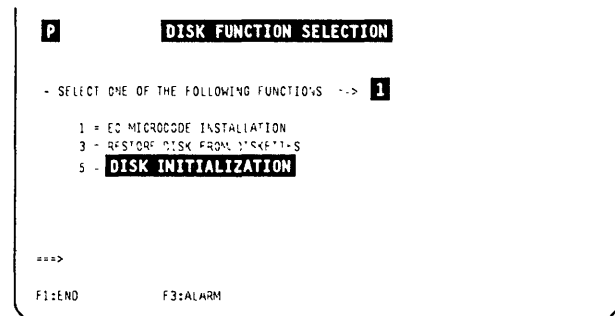 P DISK FUNCTION SELECTION
- SELECT ONE OF THE FOLLOWING FUNCTIONS --> 1
1 = EC MICROCODE INSTALLATION
3 - RESTORE DISK FROM DISKETTES
5 - DISK INITIALIZATION
===>
F1:END F3:ALARM